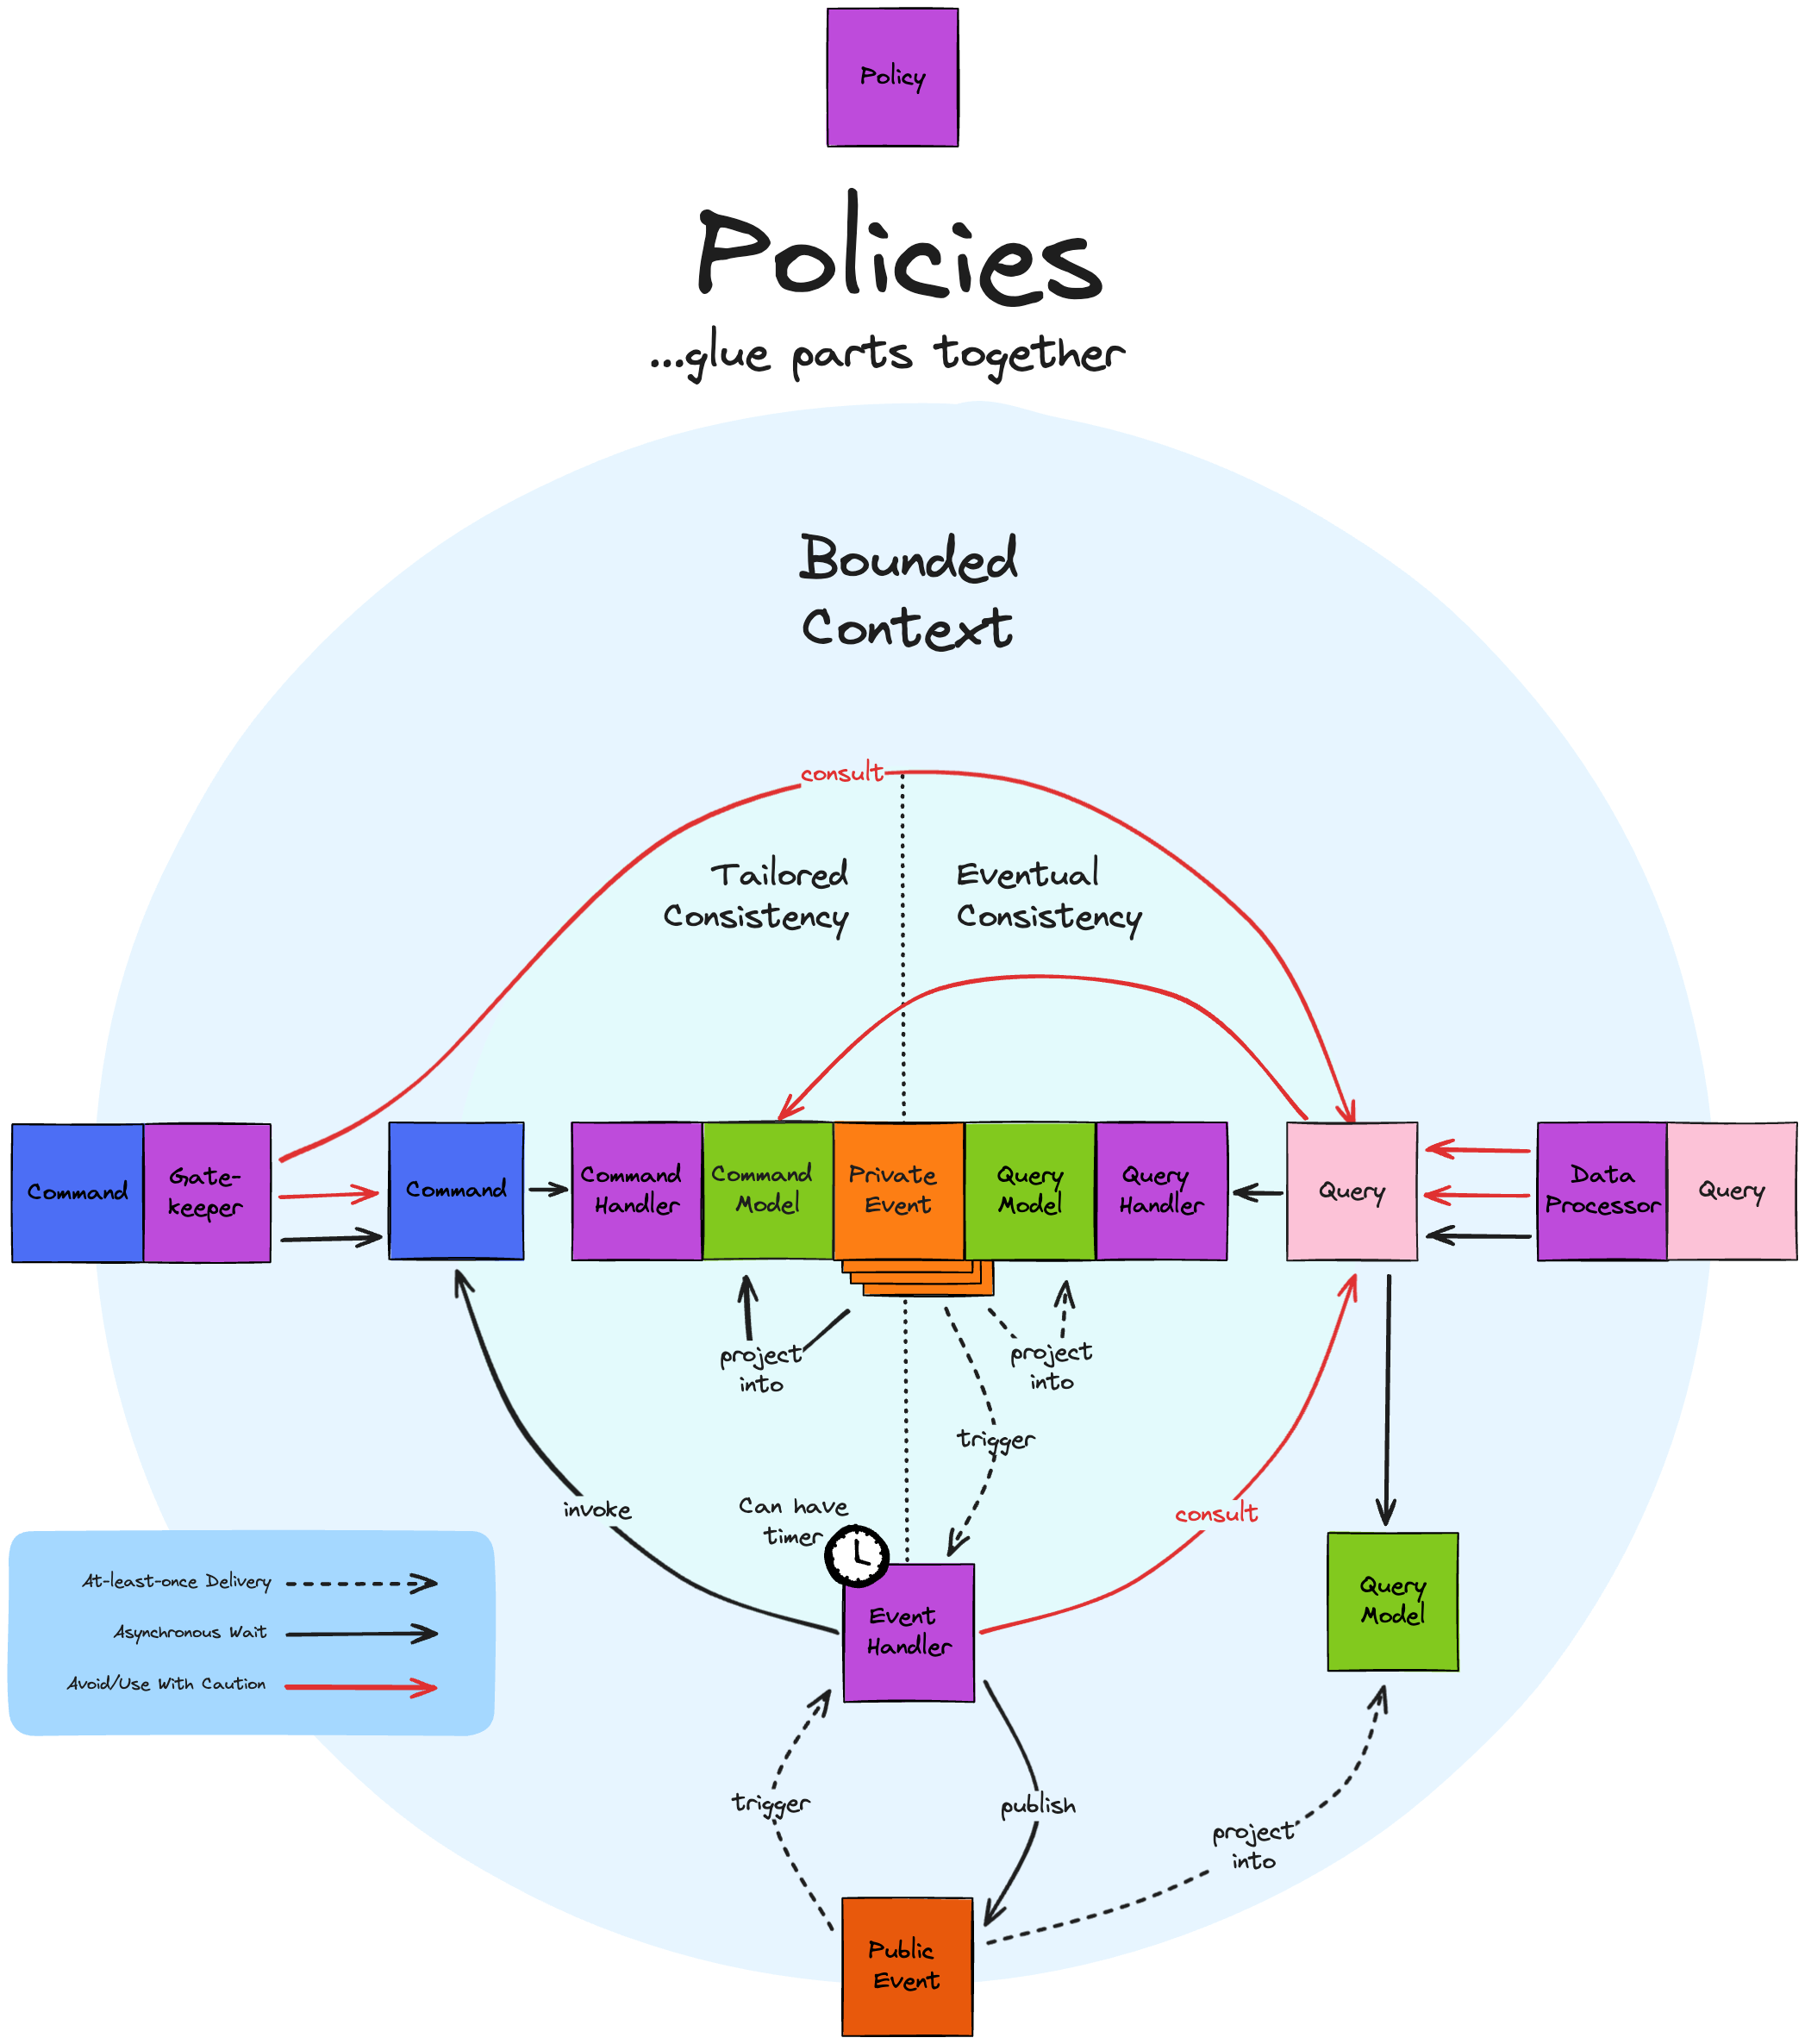 Policy
Policies
...glue parts together
Bounded
Context
consult
Tailored
Consistency
Eventual
Consistency
Command
Gate-
keeper
Command
Command
Handler
Command
Model
Private
Event
Query
Model
Query
Handler
Query
Data
Processor
Query
project
into
project
into
trigger
invoke
Can have
timer
consult
Event
Handler
Query
Model
At-least-once Delivery
Asynchronous Wait
Avoid/Use With Caution
trigger
publish
project
into
Public
Event